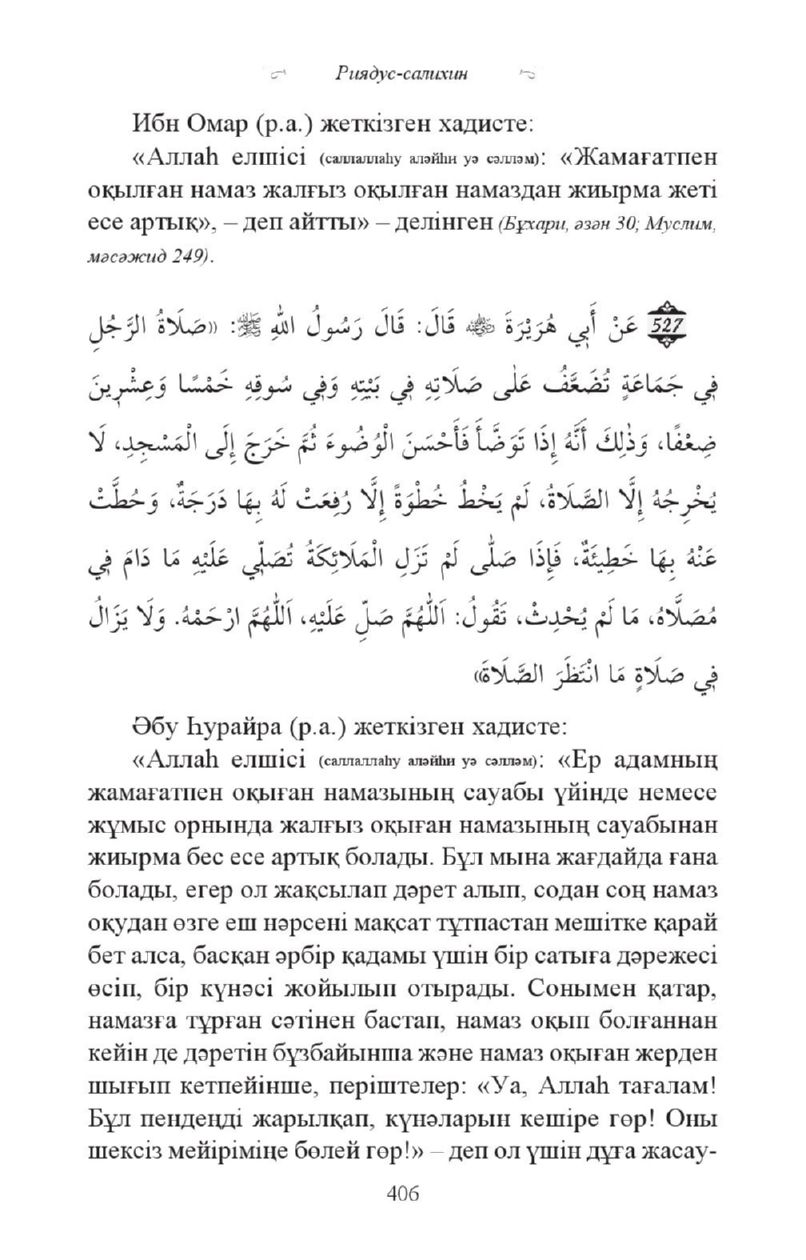 Риядус-салихин
Ибн Омар (р.а.) жеткізген хадисте:
«Аллаһ елшісі (саллаллаһу аләйһи уә сәлләм): «Жамағатпен
оқылған намаз жалғыз оқылған намаздан жиырма жеті
есе артық», – деп айтты» – делінген (Бұхари, әзән 30; Муслим,
мәсәжид 249).
527 عَنْ أَبِي هُرَيْرَةَ ﷜ قَالَ: قَالَ رَسُولُ اللهِ ﷺ: «صَلَاةُ الرَّجُلِ
فِي جَمَاعَةٍ تُضَعَّفُ عَلَى صَلَاتِهِ فِي بَيْتِهِ وَفِي سُوقِهِ خَمْسًا وَعِشْرِينَ
ضِعْفًا، وَذٰلِكَ أَنَّهُ إِذَا تَوَضَّأَ فَأَحْسَنَ الْوُضُوءَ ثُمَّ خَرَجَ إِلَى الْمَسْجِدِ، لَا
يُخْرِجُهُ إِلَّا الصَّلَاةُ، لَمْ يَخْطُ خُطْوَةً إِلَّا رُفِعَتْ لَهُ بِهَا دَرَجَةٌ، وَحُطَّتْ
عَنْهُ بِهَا خَطِيئَةٌ، فَإِذَا صَلَّى لَمْ تَزَلِ الْمَلَائِكَةُ تُصَلِّي عَلَيْهِ مَا دَامَ فِي
مُصَلَّاهُ، مَا لَمْ يُحْدِثْ، تَقُولُ: اَللّٰهُمَّ صَلِّ عَلَيْهِ، اَللّٰهُمَّ ارْحَمْهُ. وَلَا يَزَالُ
فِي صَلَاةٍ مَا انْتَظَرَ الصَّلَاةَ»
Әбу Һурайра (р.а.) жеткізген хадисте:
«Аллаһ елшісі (саллаллаһу аләйһи уә сәлләм): «Ер адамның
жамағатпен оқыған намазының сауабы үйінде немесе
жұмыс орнында жалғыз оқыған намазының сауабынан
жиырма бес есе артық болады. Бұл мына жағдайда ғана
болады, егер ол жақсылап дәрет алып, содан соң намаз
оқудан өзге еш нәрсені мақсат тұтпастан мешітке қарай
бет алса, басқан әрбір қадамы үшін бір сатыға дәрежесі
өсіп, бір күнәсі жойылып отырады. Сонымен қатар,
намазға тұрған сәтінен бастап, намаз оқып болғаннан
кейін де дәретін бұзбайынша және намаз оқыған жерден
шығып кетпейінше, періштелер: «Уа, Аллаһ тағалам!
Бұл пендеңді жарылқап, күнәларын кешіре гөр! Оны
шексіз мейіріміңе бөлей гөр!» – деп ол үшін дұға жасау-
406